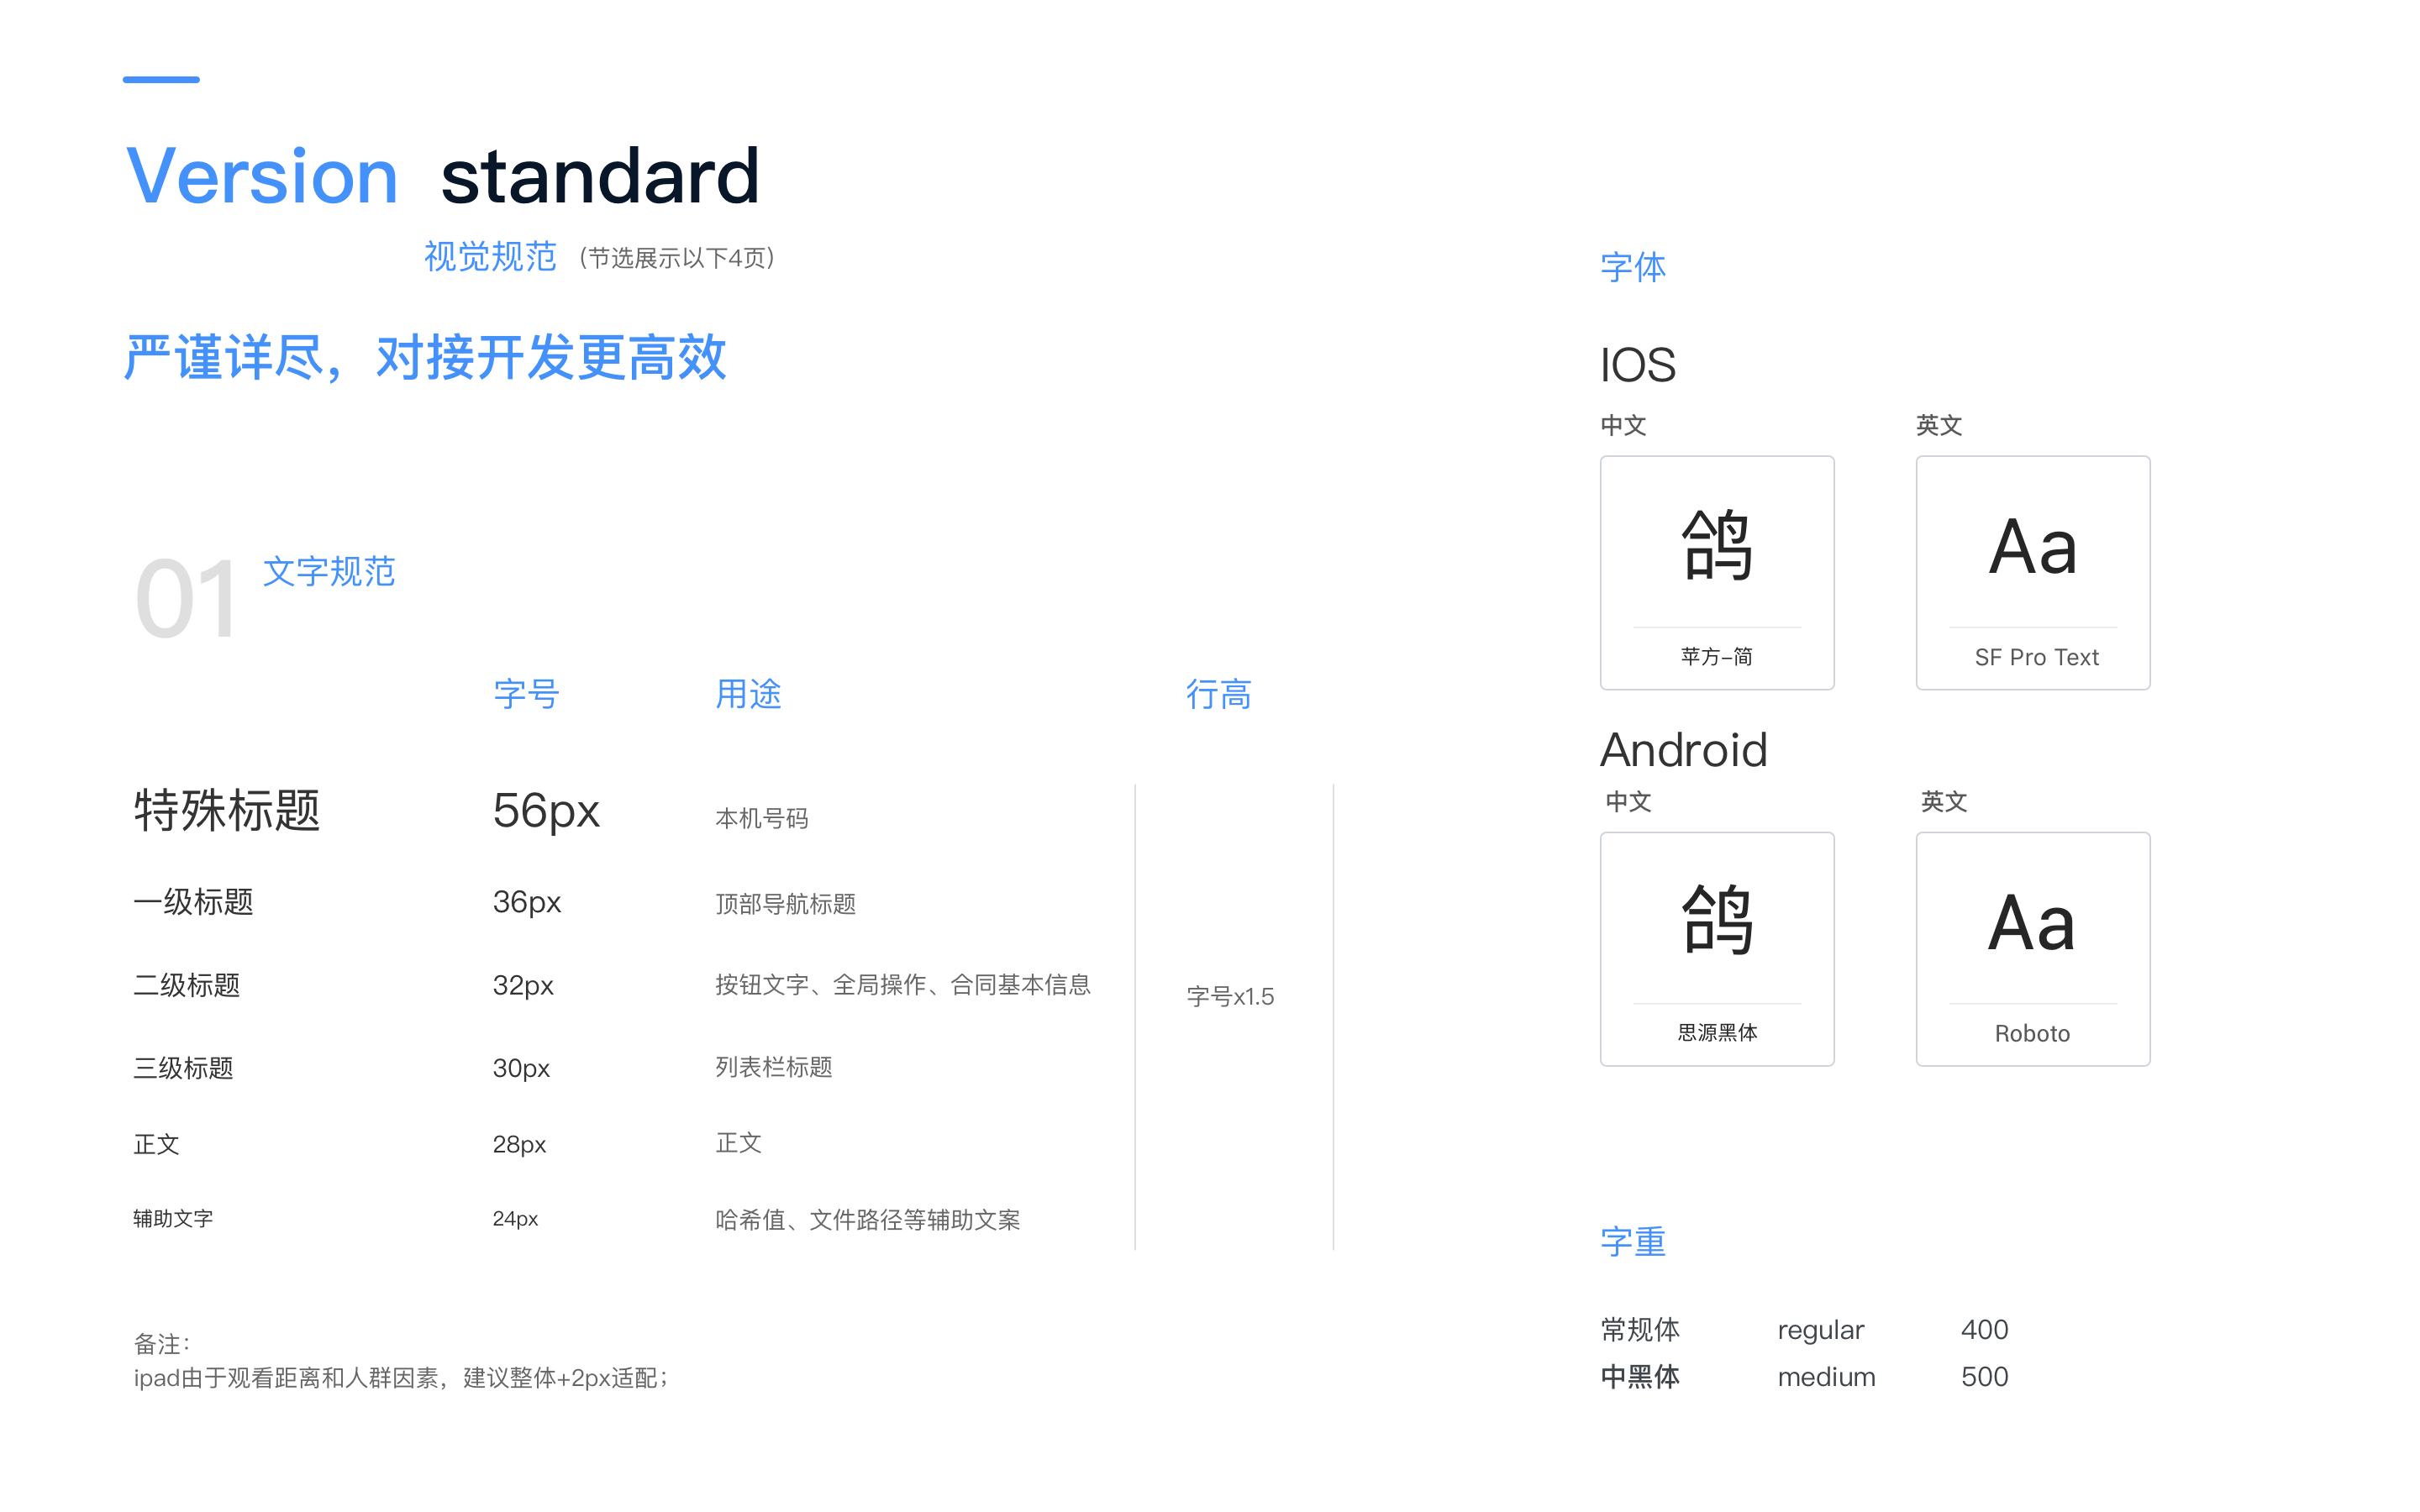 Version standard
视觉规范 (节选展示以下4页)
严谨详尽，对接开发更高效
01 文字规范
字号 用途 行高
特殊标题 56px 本机号码
一级标题 36px 顶部导航标题
二级标题 32px 按钮文字、全局操作、合同基本信息
字号x1.5
三级标题 30px 列表栏标题
正文 28px 正文
辅助文字 24px 哈希值、文件路径等辅助文案
备注：
ipad由于观看距离和人群因素，建议整体+2px适配；
字体
IOS
中文 英文
鸽 Aa
苹方-简 SF Pro Text
Android
中文 英文
鸽 Aa
思源黑体 Roboto
字重
常规体 regular 400
中黑体 medium 500